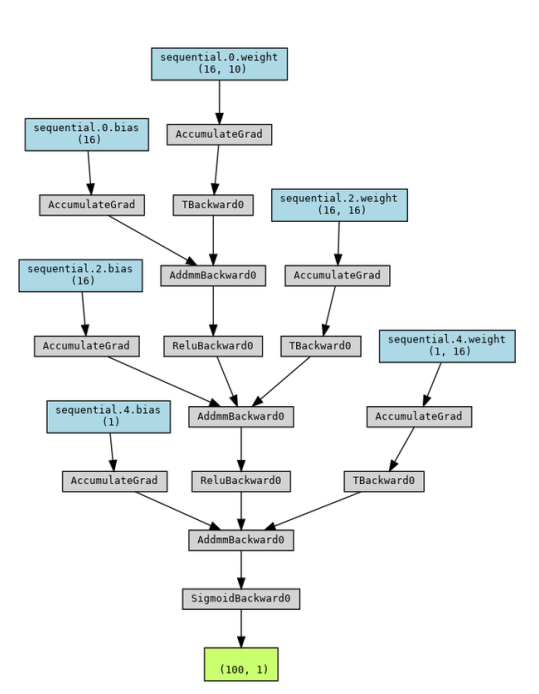 sequential.0.weight
(16, 10)
sequential.0.bias
(16)
AccumulateGrad
AccumulateGrad
TBackward0
sequential.2.weight
(16, 16)
sequential.2.bias
(16)
AddmmBackward0
AccumulateGrad
AccumulateGrad
ReluBackward0
TBackward0
sequential.4.weight
(1, 16)
sequential.4.bias
(1)
AddmmBackward0
AccumulateGrad
AccumulateGrad
ReluBackward0
TBackward0
AddmmBackward0
SigmoidBackward0
(100, 1)